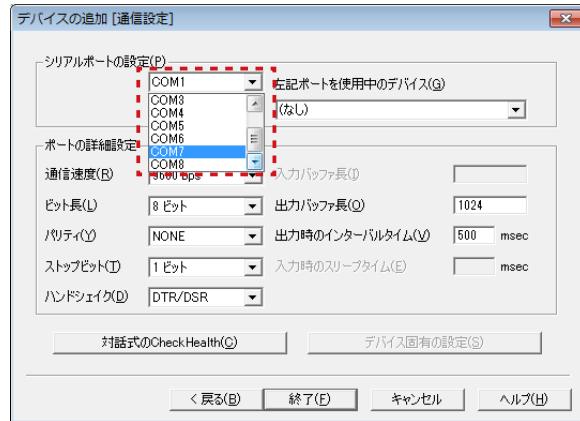 デバイスの追加 [通信設定]
シリアルポートの設定(P)
COM1
左記ポートを使用中のデバイス(G)
COM3
(なし)
COM4
COM5
COM6
COM7
COM8
ポートの詳細設定
通信速度(R) 9600 bps 入力バッファ長(I)
ビット長(L) 8 ビット 出力バッファ長(O) 1024
パリティ(Y) NONE 出力時のインターバルタイム(V) 500 msec
ストップビット(T) 1 ビット 入力時のスリープタイム(E) msec
ハンドシェイク(D) DTR/DSR
対話式のCheckHealth(C) デバイス固有の設定(S)
< 戻る(B) 終了(F) キャンセル ヘルプ(H)